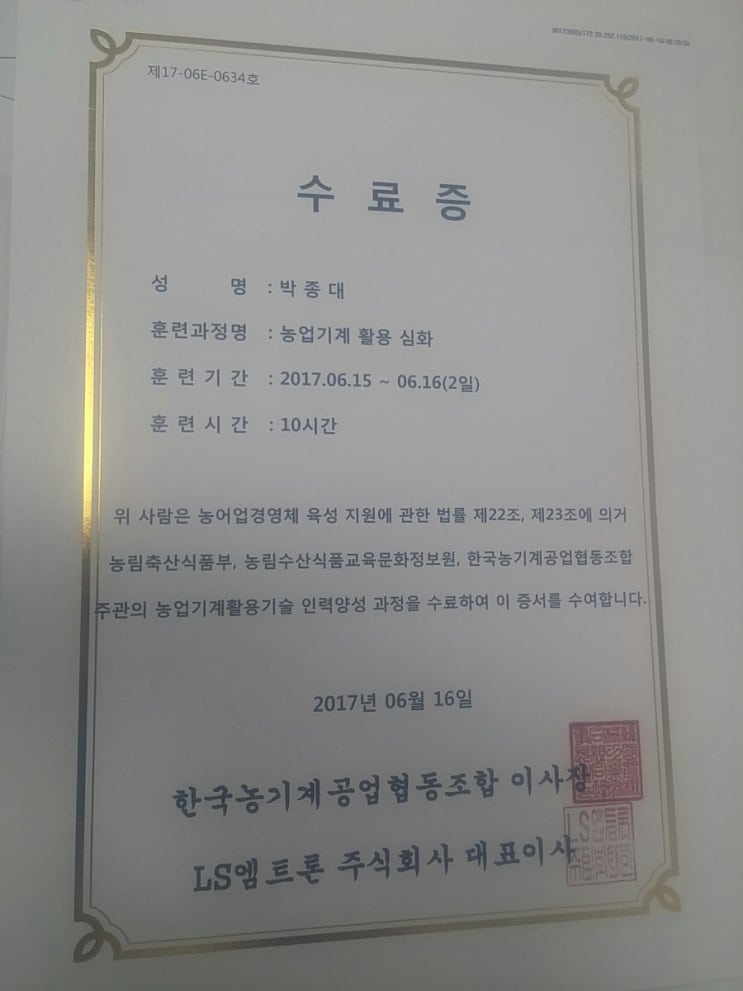 제17-06E-0634호
수 료 증
성 명 : 박 종 대
훈련과정명 : 농업기계 활용 심화
훈 련 기 간 : 2017.06.15 ~ 06.16(2일)
훈 련 시 간 : 10시간
위 사람은 농어업경영체 육성 지원에 관한 법률 제22조, 제23조에 의거
농림축산식품부, 농림수산식품교육문화정보원, 한국농기계공업협동조합
주관의 농업기계활용기술 인력양성 과정을 수료하여 이 증서를 수여합니다.
2017년 06월 16일
한국농기계공업협동조합 이사장
LS엠트론 주식회사 대표이사